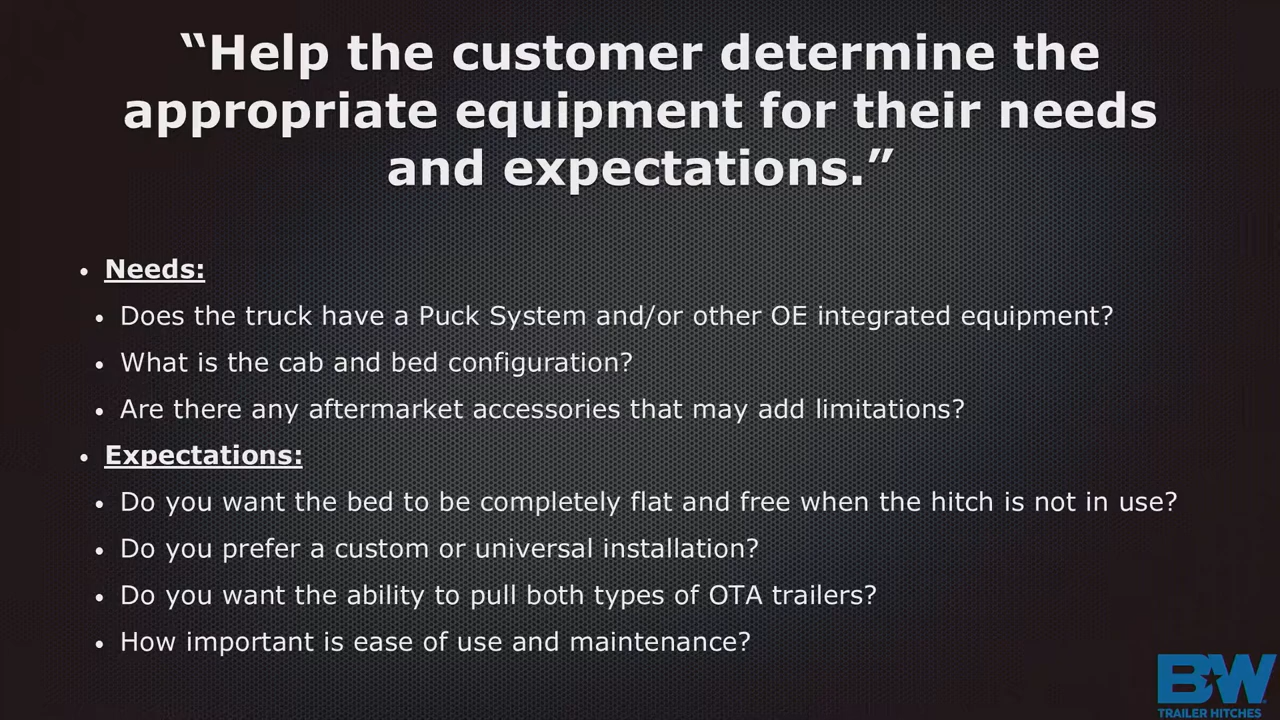 “Help the customer determine the
appropriate equipment for their needs
and expectations.”
• Needs:
• Does the truck have a Puck System and/or other OE integrated equipment?
• What is the cab and bed configuration?
• Are there any aftermarket accessories that may add limitations?
• Expectations:
• Do you want the bed to be completely flat and free when the hitch is not in use?
• Do you prefer a custom or universal installation?
• Do you want the ability to pull both types of OTA trailers?
• How important is ease of use and maintenance?
B★W
TRAILER HITCHES